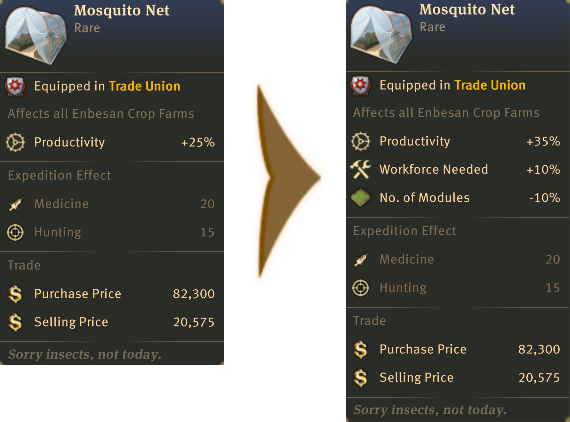 Mosquito Net
Rare
Equipped in Trade Union
Affects all Enbesan Crop Farms
Productivity +25%
Expedition Effect
Medicine 20
Hunting 15
Trade
Purchase Price 82,300
Selling Price 20,575
Sorry insects, not today.
Mosquito Net
Rare
Equipped in Trade Union
Affects all Enbesan Crop Farms
Productivity +35%
Workforce Needed +10%
No. of Modules -10%
Expedition Effect
Medicine 20
Hunting 15
Trade
Purchase Price 82,300
Selling Price 20,575
Sorry insects, not today.